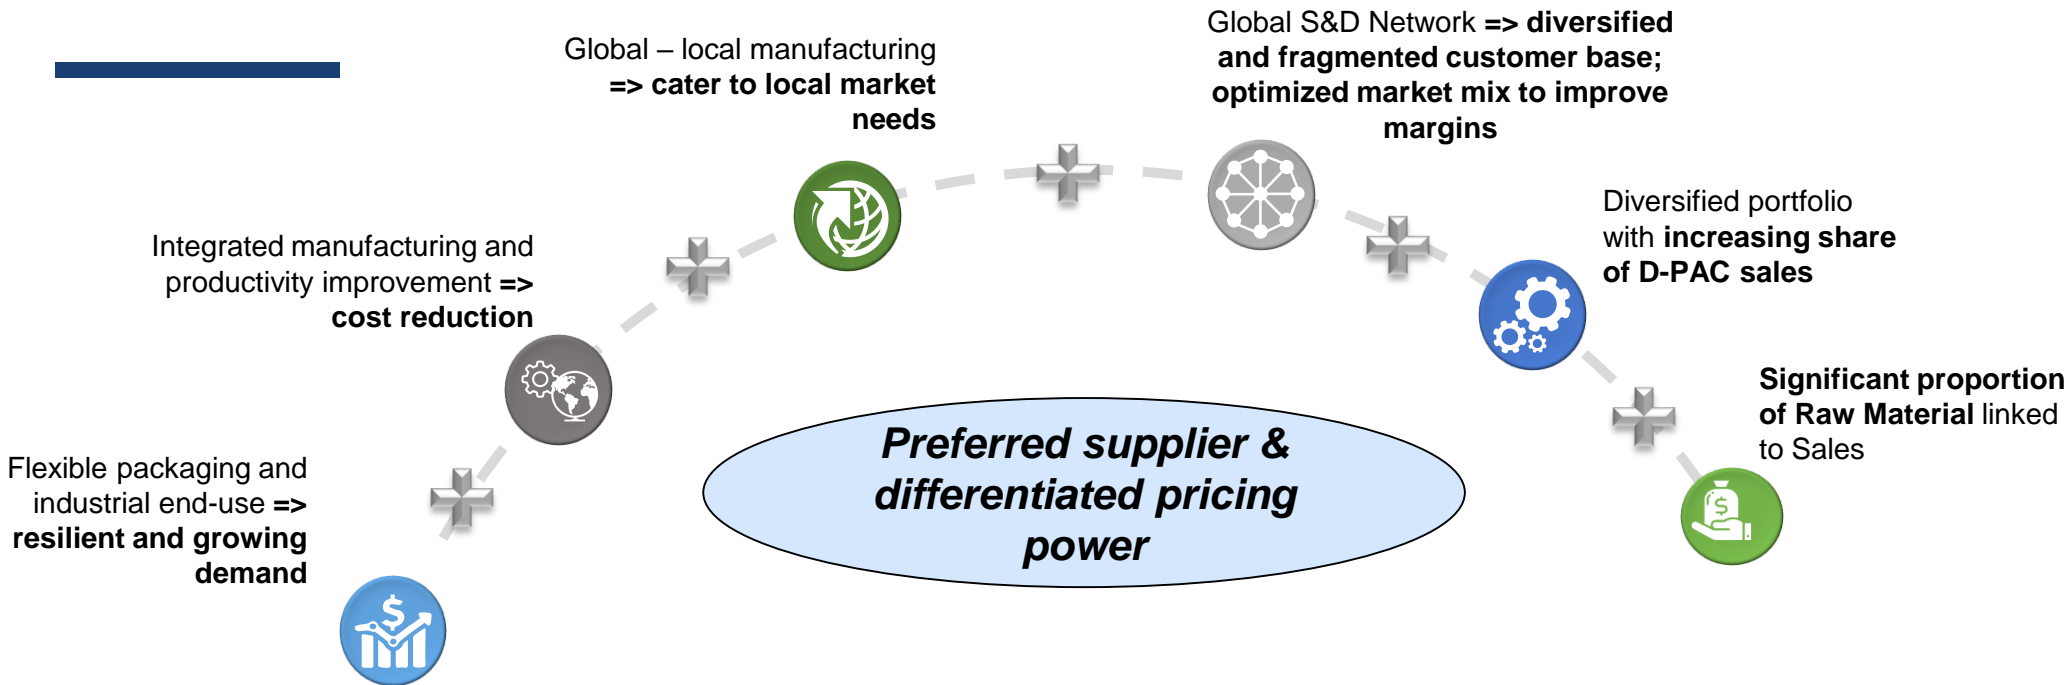 Flexible packaging and
industrial end-use =>
resilient and growing
demand
Integrated manufacturing and
productivity improvement =>
cost reduction
Global – local manufacturing
=> cater to local market
needs
Global S&D Network => diversified
and fragmented customer base;
optimized market mix to improve
margins
Diversified portfolio
with increasing share
of D-PAC sales
Significant proportion
of Raw Material linked
to Sales
Preferred supplier &
differentiated pricing
power